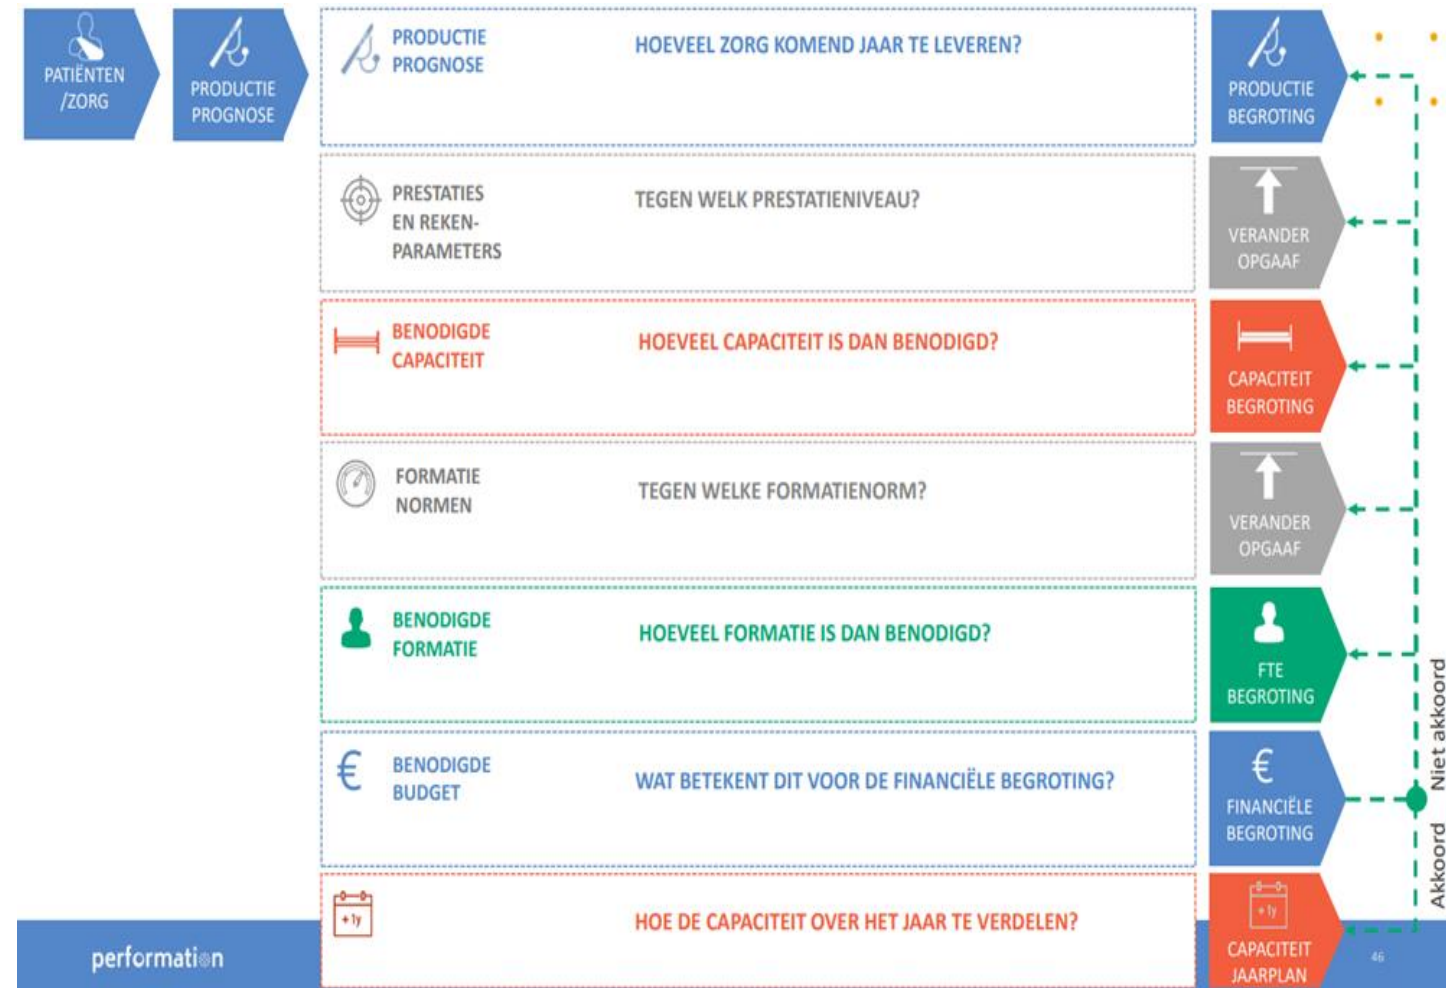 PATIËNTEN
/ZORG
PRODUCTIE
PROGNOSE
PRODUCTIE
PROGNOSE
HOEVEEL ZORG KOMEND JAAR TE LEVEREN?
PRODUCTIE
BEGROTING
PRESTATIES
EN REKEN-
PARAMETERS
TEGEN WELK PRESTATIENIVEAU?
VERANDER
OPGAAF
BENODIGDE
CAPACITEIT
HOEVEEL CAPACITEIT IS DAN BENODIGD?
CAPACITEIT
BEGROTING
FORMATIE
NORMEN
TEGEN WELKE FORMATIENORM?
VERANDER
OPGAAF
BENODIGDE
FORMATIE
HOEVEEL FORMATIE IS DAN BENODIGD?
FTE
BEGROTING
€
BENODIGDE
BUDGET
WAT BETEKENT DIT VOOR DE FINANCIËLE BEGROTING?
€
FINANCIËLE
BEGROTING
Niet akkoord
Akkoord
+ 1y
HOE DE CAPACITEIT OVER HET JAAR TE VERDELEN?
+ 1y
CAPACITEIT
JAARPLAN
performation
46